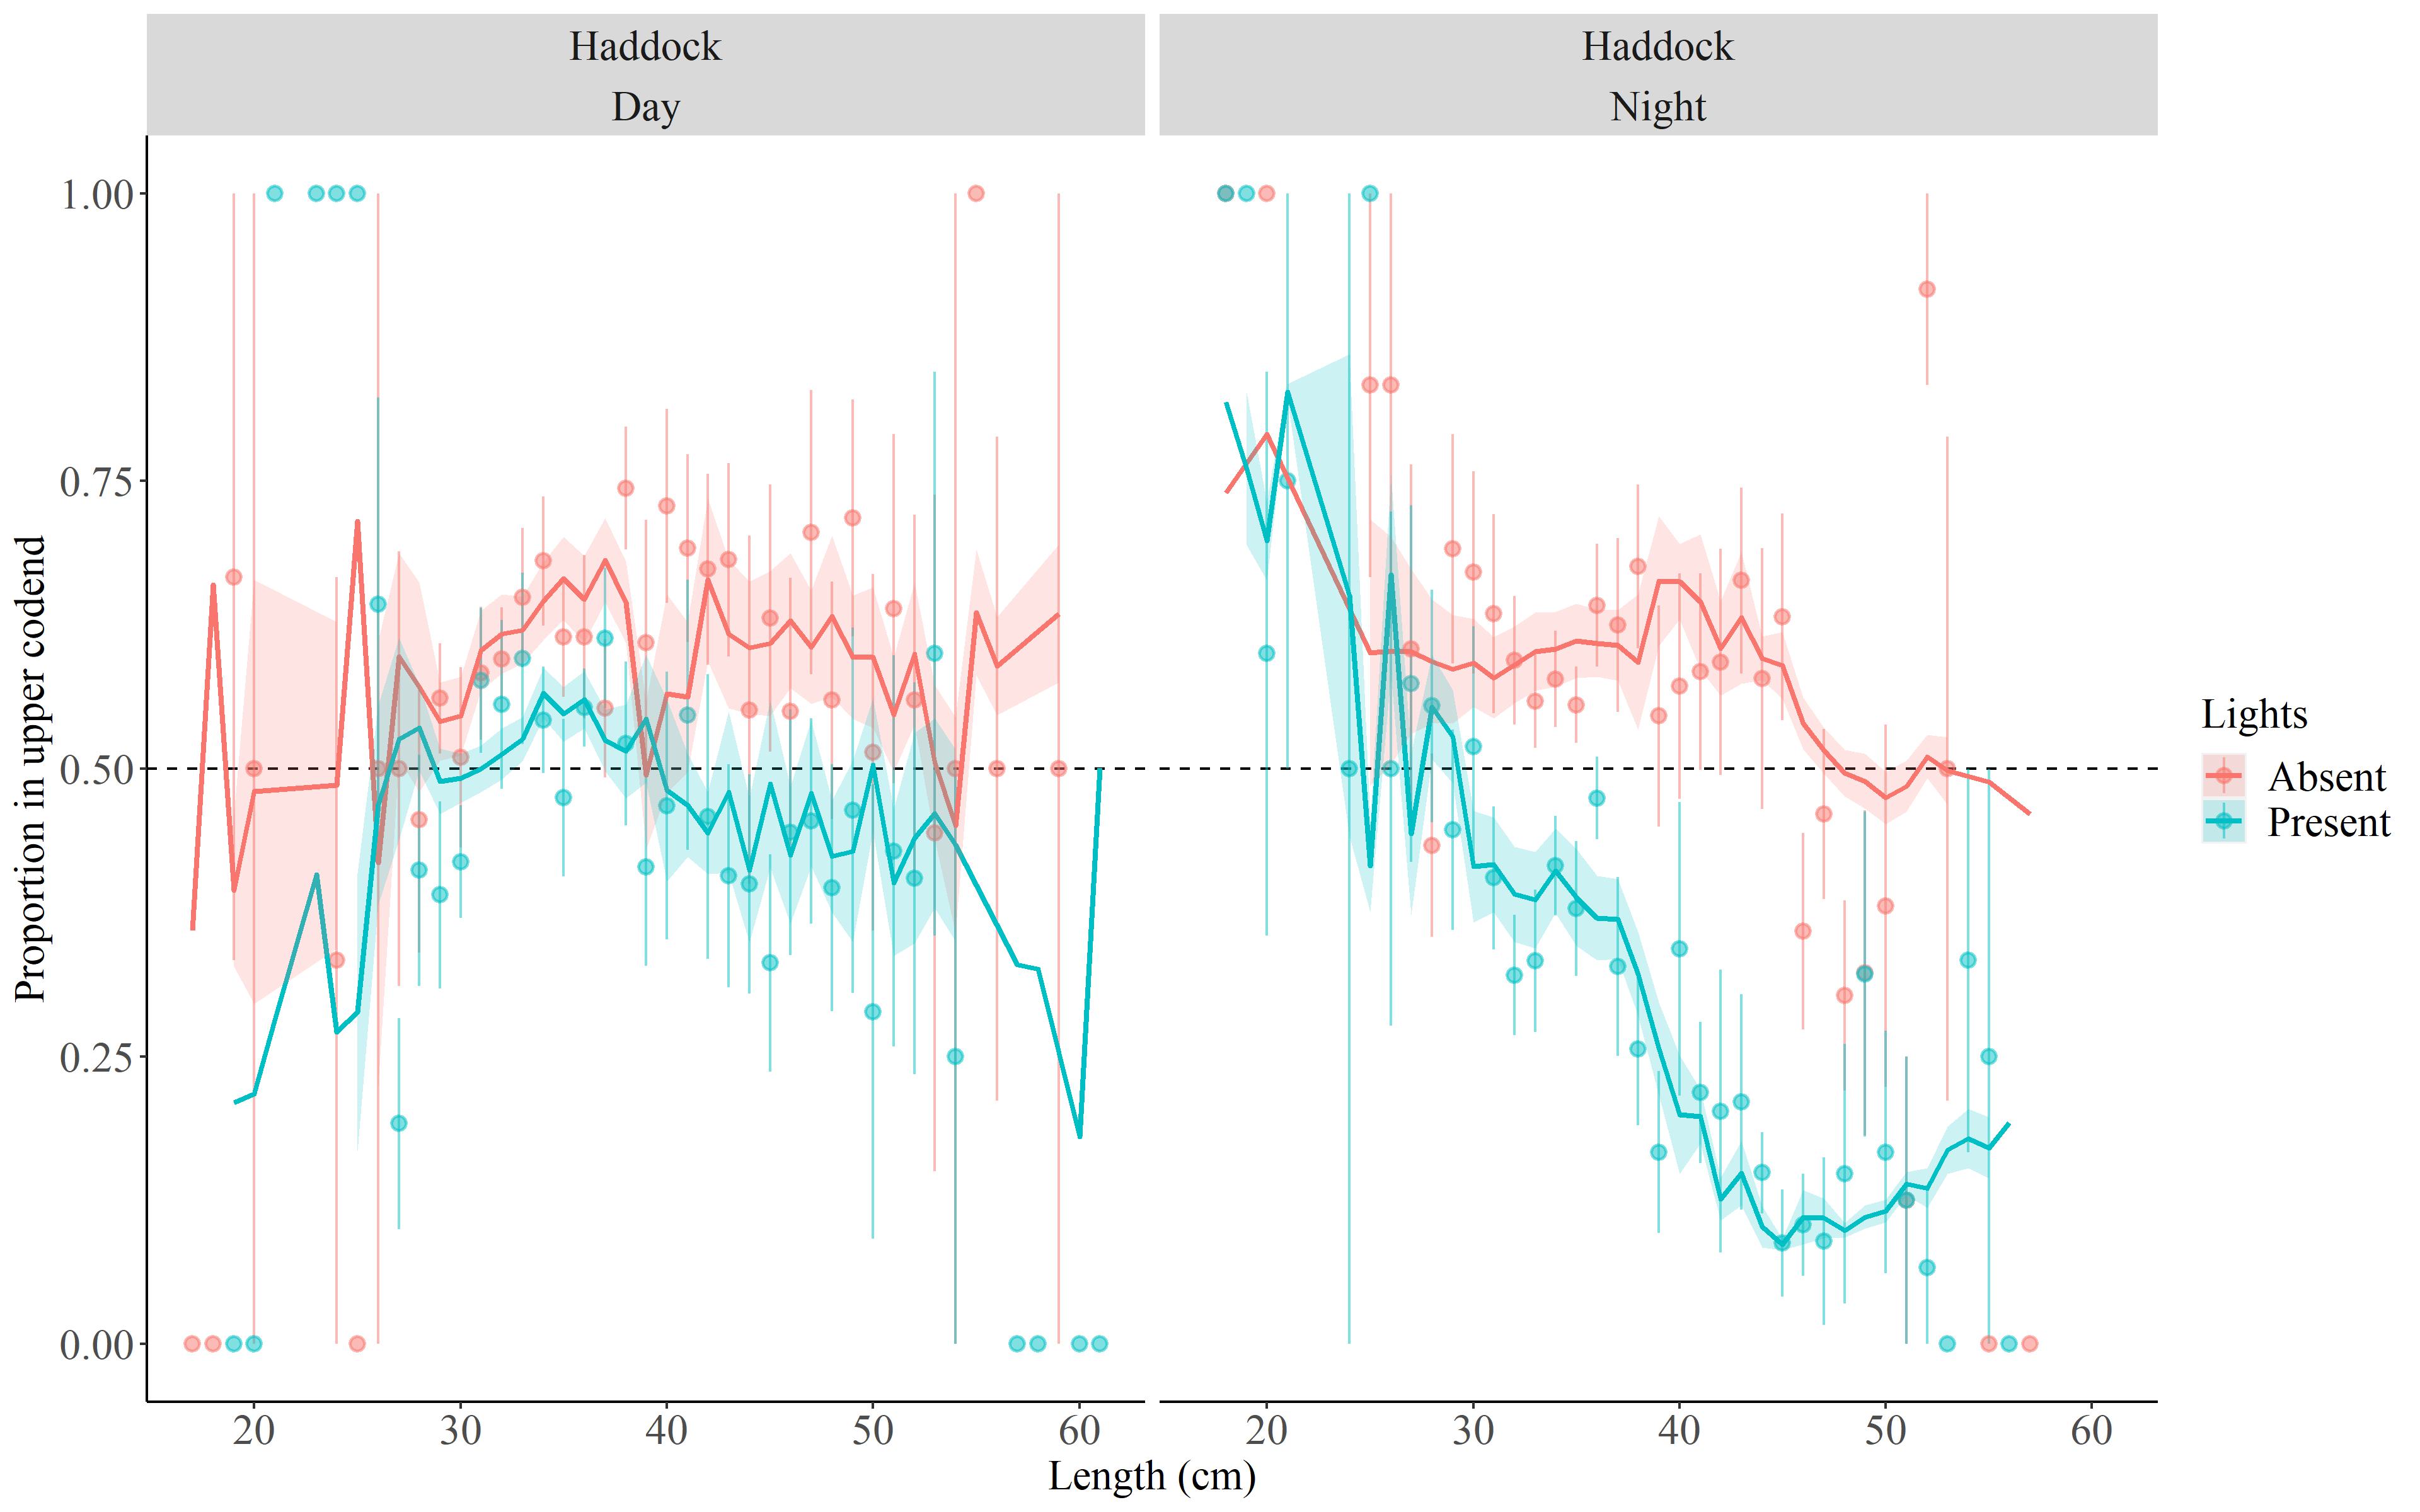 Haddock
Day
Haddock
Night
Proportion in upper codend
1.00
0.75
0.50
0.25
0.00
20 30 40 50 60
20 30 40 50 60
Length (cm)
Lights
Absent
Present